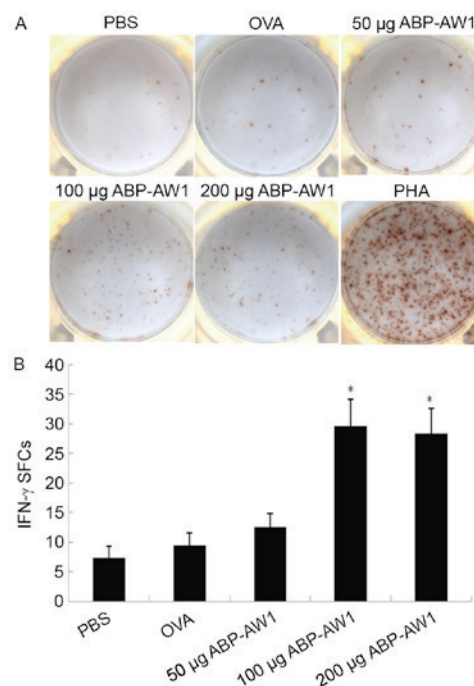 A
PBS OVA 50 µg ABP-AW1
100 µg ABP-AW1 200 µg ABP-AW1 PHA
B
40
35
30
25
20
15
10
5
0
IFN-γ SFCs
* *
PBS
OVA
50 µg ABP-AW1
100 µg ABP-AW1
200 µg ABP-AW1